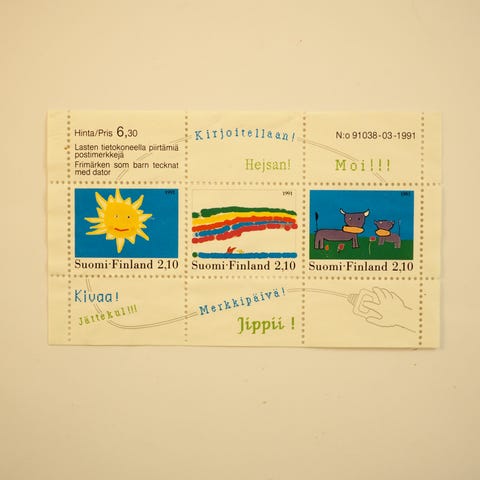 Hinta/Pris 6,30
Lasten tietokoneella piirtämiä
postimerkkejä
Frimärken som barn tecknat
med dator
Kirjoitellaan!
Hejsan!
N:o 91038-03-1991
Moi!!!
1991
Suomi-Finland 2,10
1991
Suomi-Finland 2,10
1991
Suomi-Finland 2,10
Kivaa!
Jättekul!!!
Merkkipäivä!
Jippii!